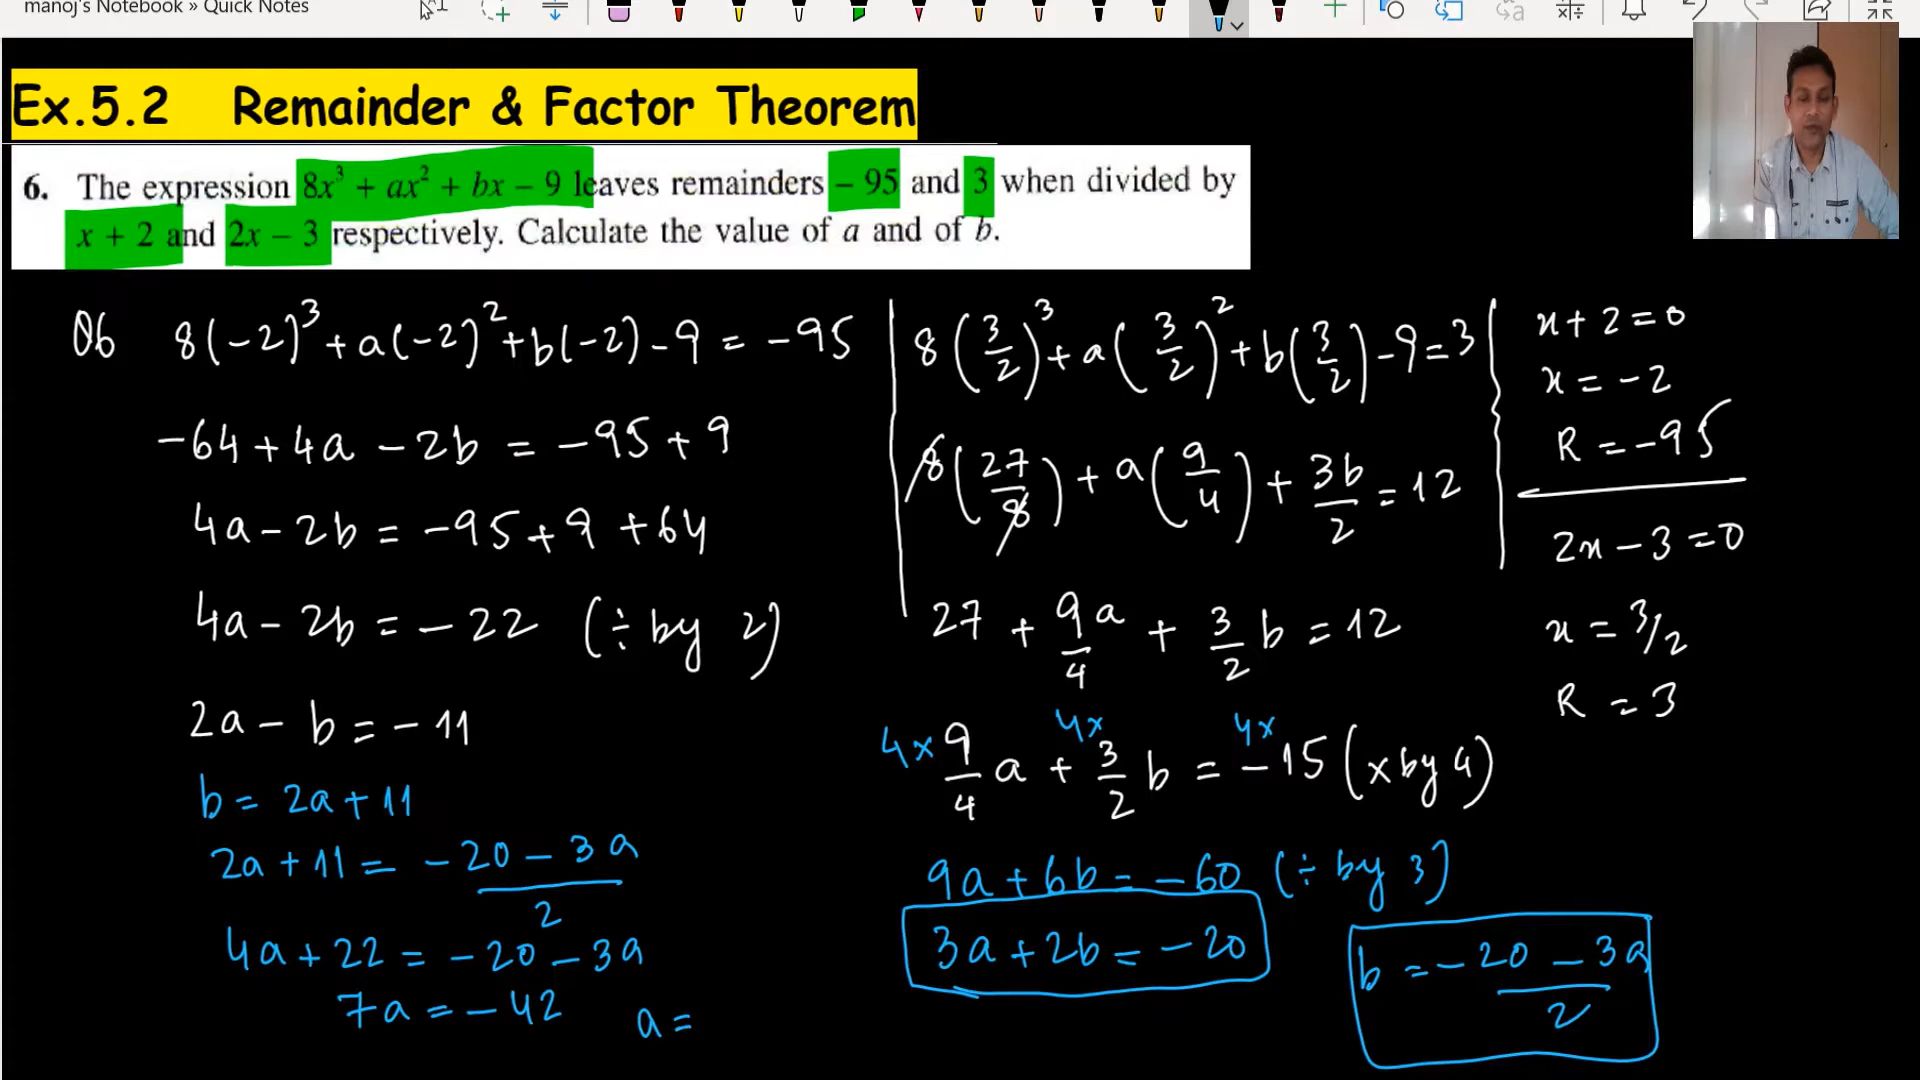 manoj's Notebook » Quick Notes
Ex.5.2 Remainder & Factor Theorem
6. The expression 8x³ + ax² + bx − 9 leaves remainders − 95 and 3 when divided by
x + 2 and 2x − 3 respectively. Calculate the value of a and of b.
Q6 8(-2)³ + a(-2)² + b(-2) - 9 = -95
-64 + 4a - 2b = -95 + 9
4a - 2b = -95 + 9 + 64
4a - 2b = -22 (÷ by 2)
2a - b = -11
b = 2a + 11
2a + 11 = (-20 - 3a)/2
4a + 22 = -20 - 3a
7a = -42 a =
8(3/2)³ + a(3/2)² + b(3/2) - 9 = 3
8(27/8) + a(9/4) + 3b/2 = 12
27 + 9a/4 + 3/2 b = 12
4x 9/4 a + 4x 3/2 b = 4x -15 (x by 4)
9a + 6b = -60 (÷ by 3)
3a + 2b = -20
b = (-20 - 3a)/2
x + 2 = 0
x = -2
R = -95
2x - 3 = 0
x = 3/2
R = 3